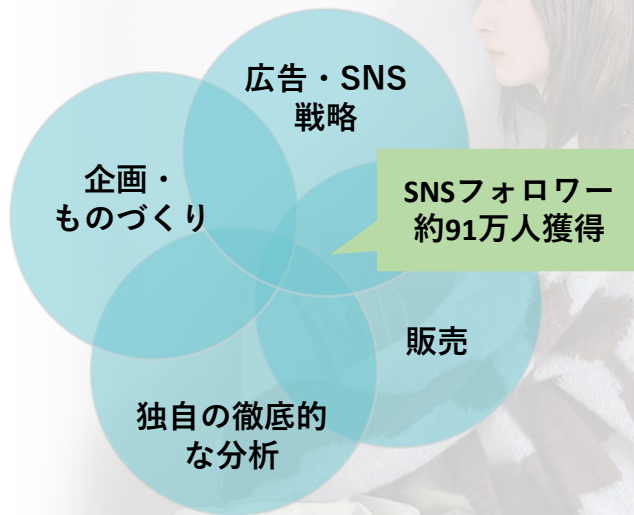 広告・SNS
戦略
企画・
ものづくり
SNSフォロワー
約91万人獲得
販売
独自の徹底的
な分析